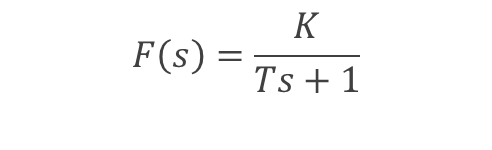 F(s) = K / (Ts + 1)